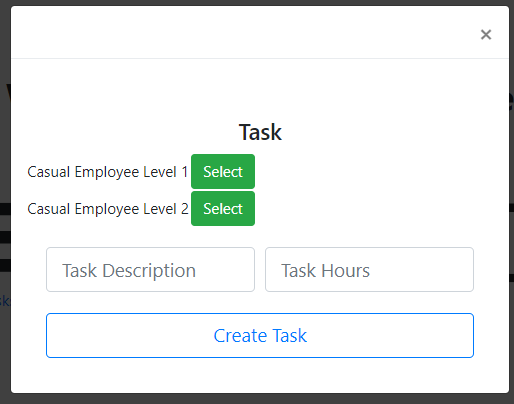 ×
Task
Casual Employee Level 1 Select
Casual Employee Level 2 Select
Task Description Task Hours
Create Task